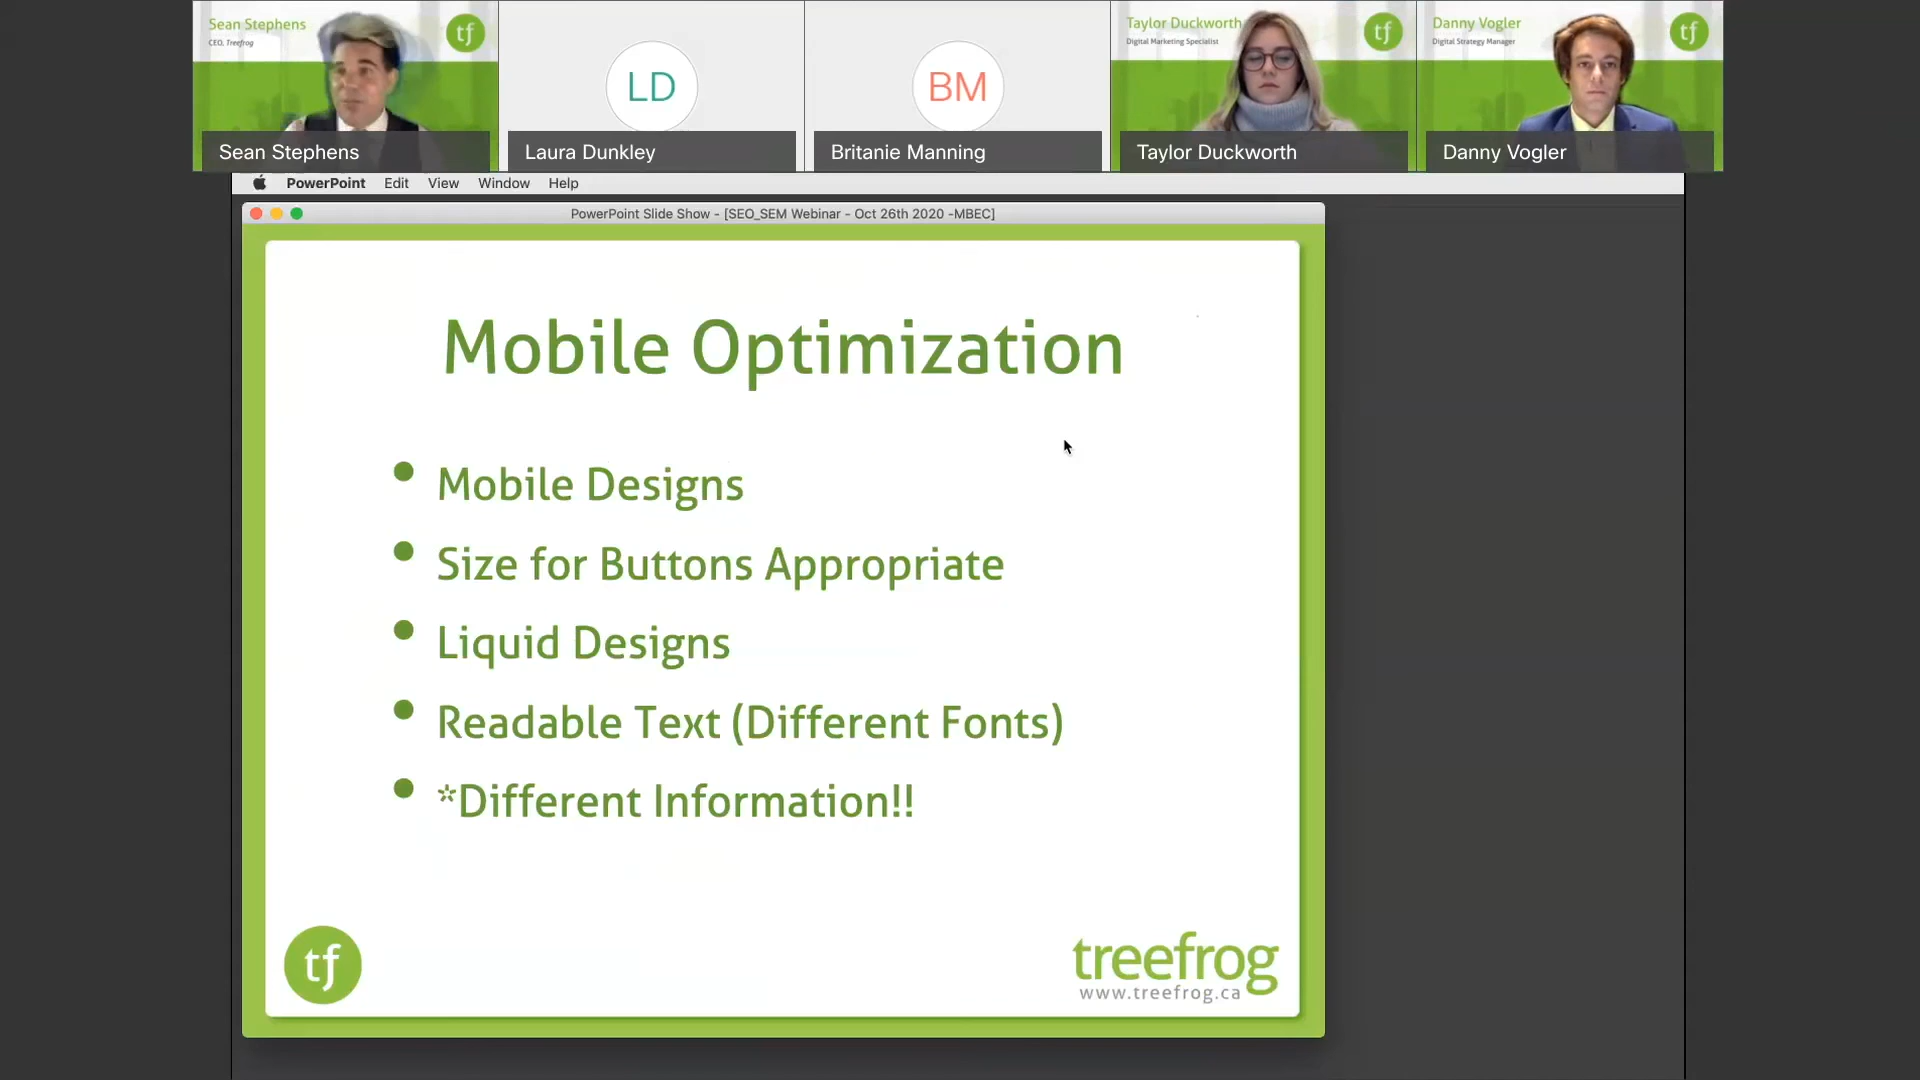 Sean Stephens
CEO, Treefrog
tf
Sean Stephens
LD
Laura Dunkley
BM
Britanie Manning
Taylor Duckworth
Digital Marketing Specialist
tf
Taylor Duckworth
Danny Vogler
Digital Strategy Manager
tf
Danny Vogler
PowerPoint Edit View Window Help
PowerPoint Slide Show - [SEO_SEM Webinar - Oct 26th 2020 -MBEC]
Mobile Optimization
• Mobile Designs
• Size for Buttons Appropriate
• Liquid Designs
• Readable Text (Different Fonts)
• *Different Information!!
tf
treefrog
www.treefrog.ca